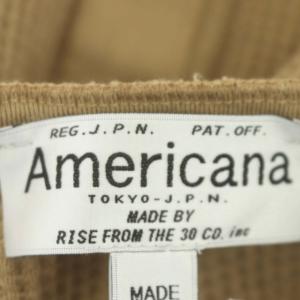 REG.J.P.N. PAT.OFF.
Americana
TOKYO-J.P.N.
MADE BY
RISE FROM THE 30 CO. inc
MADE